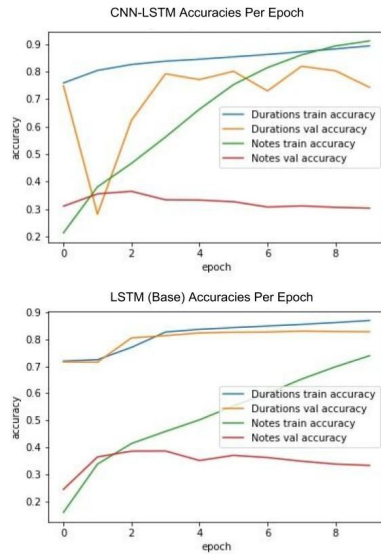 CNN-LSTM Accuracies Per Epoch
0.9
0.8
0.7
0.6
0.5
0.4
0.3
0.2
accuracy
Durations train accuracy
Durations val accuracy
Notes train accuracy
Notes val accuracy
0 2 4 6 8
epoch
LSTM (Base) Accuracies Per Epoch
0.9
0.8
0.7
0.6
0.5
0.4
0.3
0.2
accuracy
Durations train accuracy
Durations val accuracy
Notes train accuracy
Notes val accuracy
0 2 4 6 8
epoch